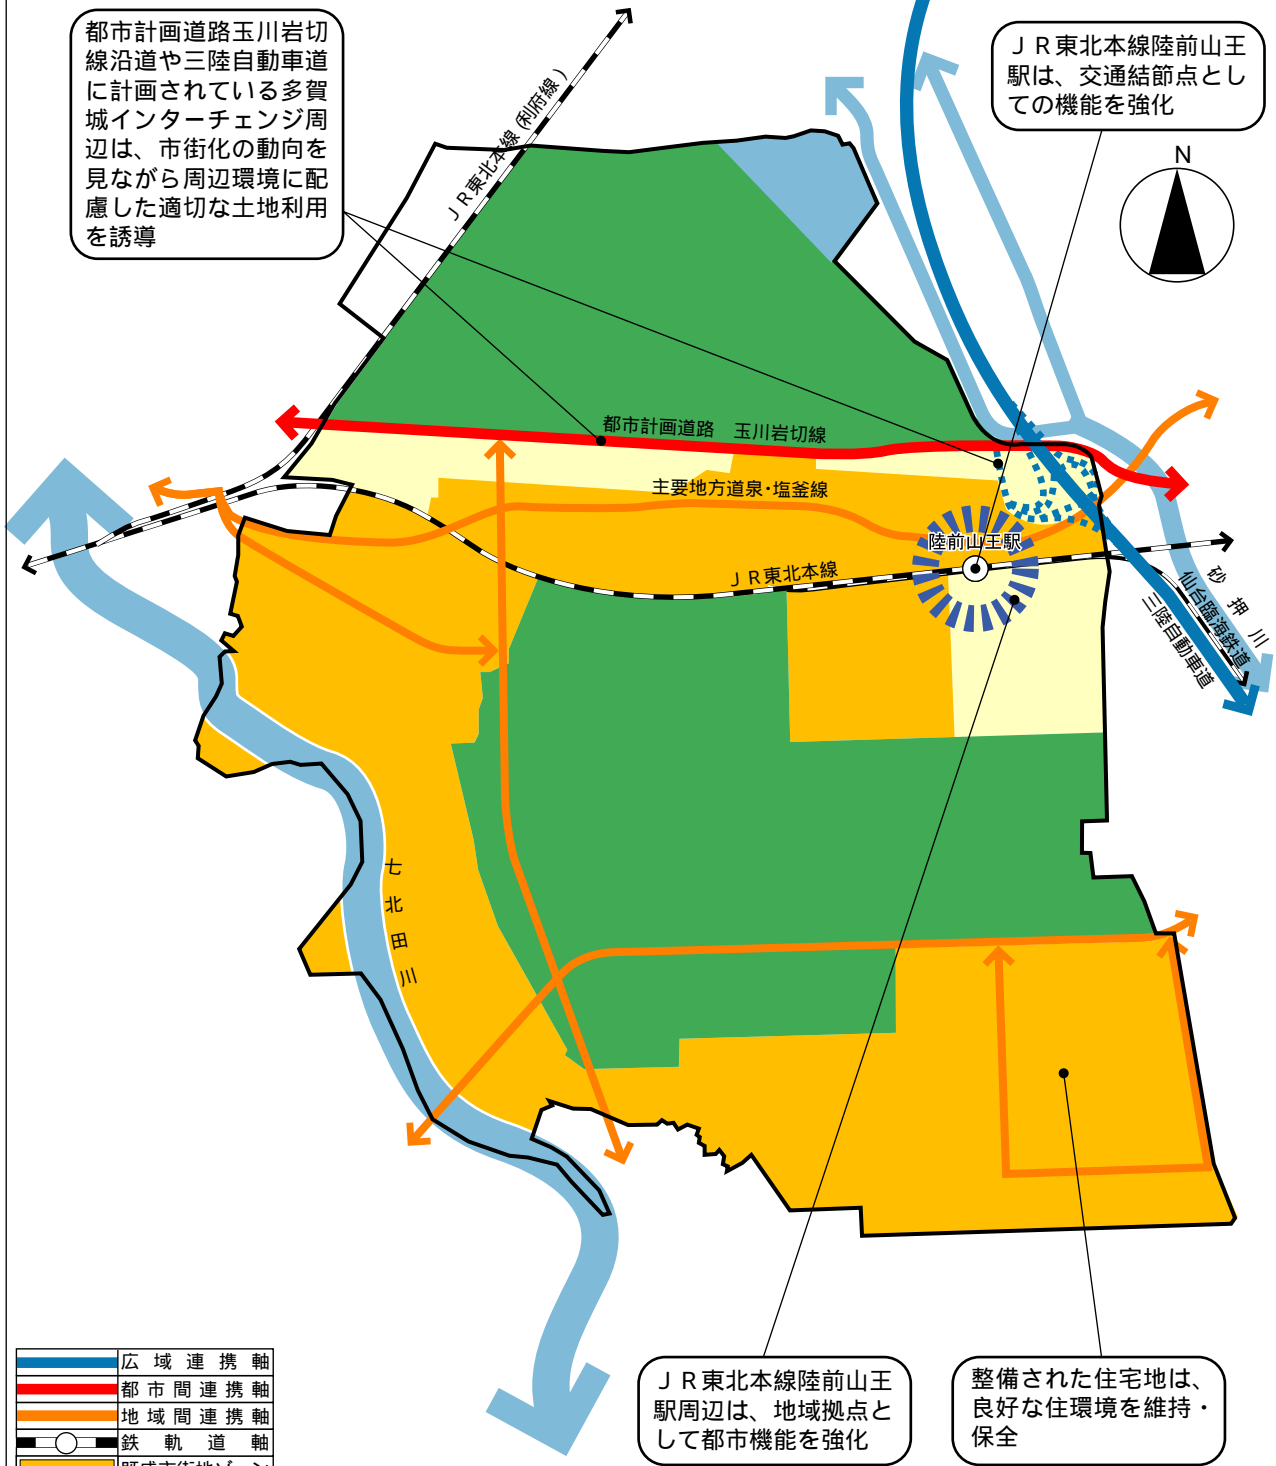 都市計画道路玉川岩切
線沿道や三陸自動車道
に計画されている多賀
城インターチェンジ周
辺は、市街化の動向を
見ながら周辺環境に配
慮した適切な土地利用
を誘導
ＪＲ東北本線陸前山王
駅は、交通結節点とし
ての機能を強化
N
ＪＲ東北本線(利府線)
都市計画道路　玉川岩切線
主要地方道泉・塩釜線
陸前山王駅
ＪＲ東北本線
砂押川
仙台臨海鉄道
三陸自動車道
七北田川
ＪＲ東北本線陸前山王
駅周辺は、地域拠点と
して都市機能を強化
整備された住宅地は、
良好な住環境を維持・
保全
広域連携軸
都市間連携軸
地域間連携軸
鉄軌道軸
既成市街地ゾーン